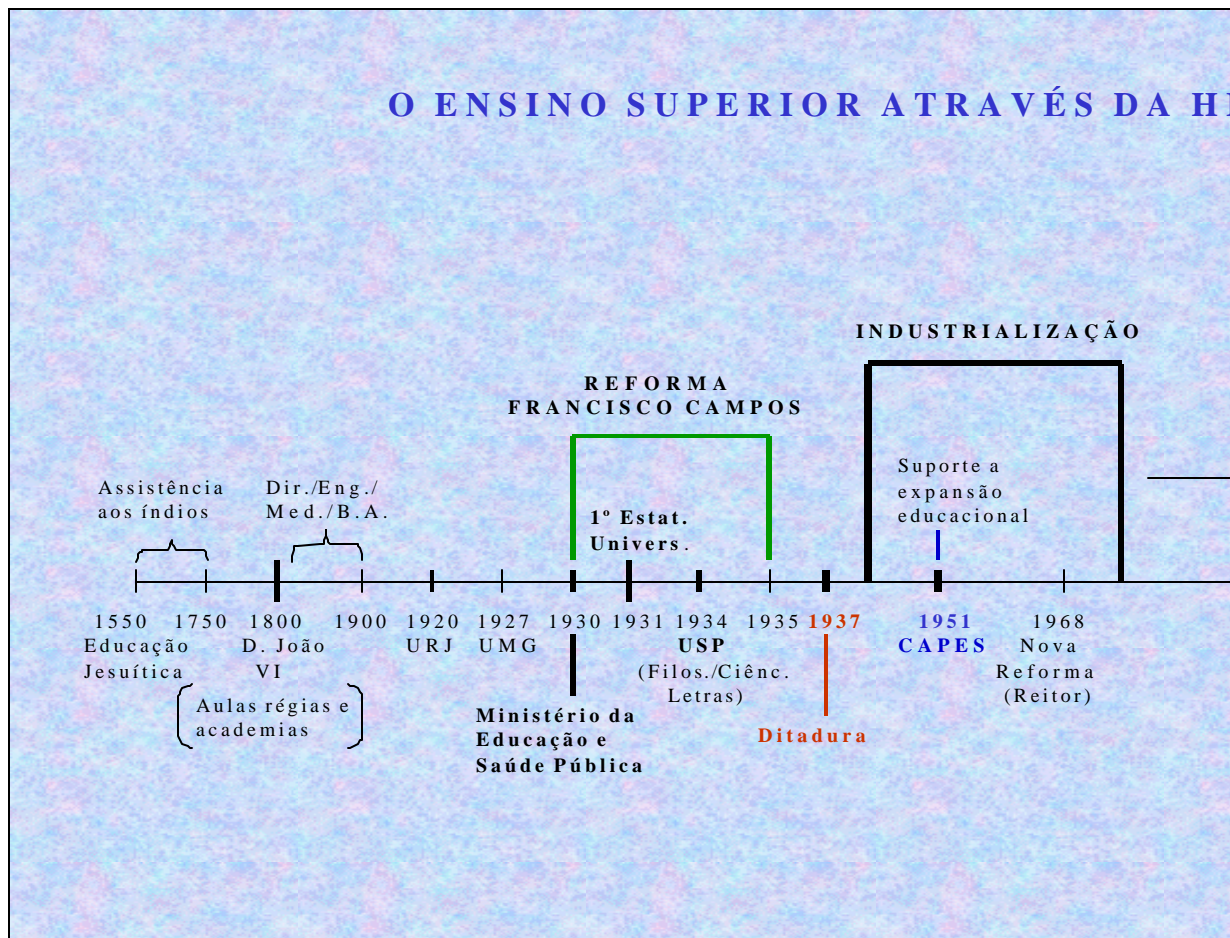 O ENSINO SUPERIOR ATRAVÉS DA
INDUSTRIALIZAÇÃO
REFORMA
FRANCISCO CAMPOS
Suporte a
expansão
educacional
Assistência
aos índios
Dir./Eng./
Med./B.A.
1º Estat.
Univers.
1550 1750 1800 1900 1920 1927 1930 1931 1934 1935 1937 1951 1968
Educação
Jesuítica
D. João
VI
URJ UMG
USP
(Filos./Ciênc.
Letras)
CAPES
Nova
Reforma
(Reitor)
Aulas régias e
academias
Ministério da
Educação e
Saúde Pública
Ditadura